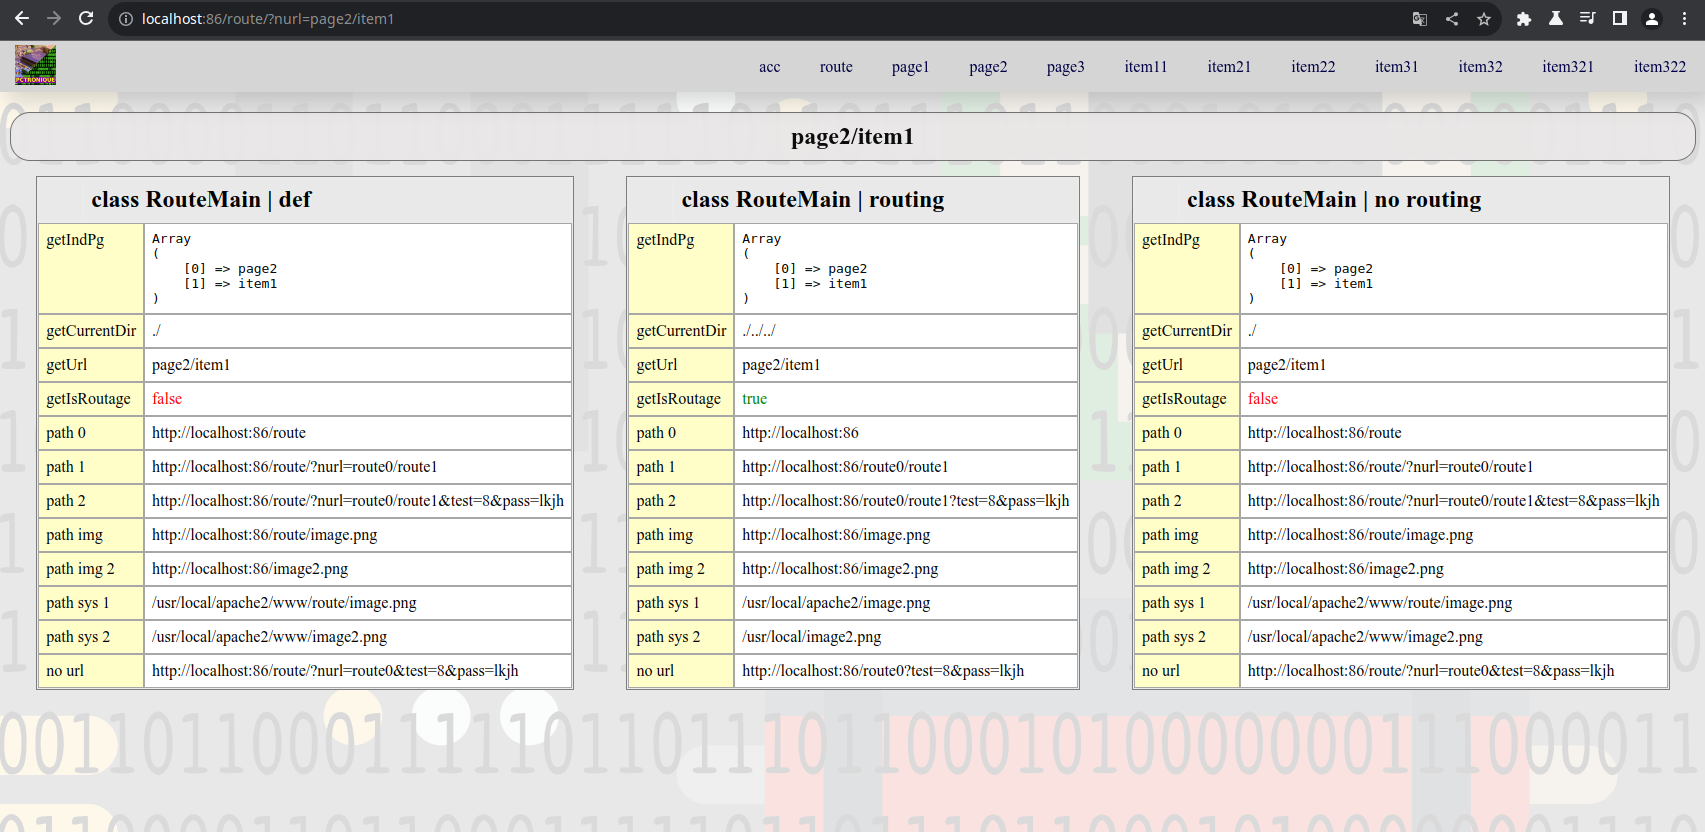 localhost:86/route/?nurl=page2/item1
PCTRONIQUE
acc route page1 page2 page3 item11 item21 item22 item31 item32 item321 item322
page2/item1
class RouteMain | def
getIndPg Array
(
[0] => page2
[1] => item1
)
getCurrentDir ./
getUrl page2/item1
getIsRoutage false
path 0 http://localhost:86/route
path 1 http://localhost:86/route/?nurl=route0/route1
path 2 http://localhost:86/route/?nurl=route0/route1&test=8&pass=lkjh
path img http://localhost:86/route/image.png
path img 2 http://localhost:86/image2.png
path sys 1 /usr/local/apache2/www/route/image.png
path sys 2 /usr/local/apache2/www/image2.png
no url http://localhost:86/route/?nurl=route0&test=8&pass=lkjh
class RouteMain | routing
getIndPg Array
(
[0] => page2
[1] => item1
)
getCurrentDir ./../../
getUrl page2/item1
getIsRoutage true
path 0 http://localhost:86
path 1 http://localhost:86/route0/route1
path 2 http://localhost:86/route0/route1?test=8&pass=lkjh
path img http://localhost:86/image.png
path img 2 http://localhost:86/image2.png
path sys 1 /usr/local/apache2/image.png
path sys 2 /usr/local/image2.png
no url http://localhost:86/route0?test=8&pass=lkjh
class RouteMain | no routing
getIndPg Array
(
[0] => page2
[1] => item1
)
getCurrentDir ./
getUrl page2/item1
getIsRoutage false
path 0 http://localhost:86/route
path 1 http://localhost:86/route/?nurl=route0/route1
path 2 http://localhost:86/route/?nurl=route0/route1&test=8&pass=lkjh
path img http://localhost:86/route/image.png
path img 2 http://localhost:86/image2.png
path sys 1 /usr/local/apache2/www/route/image.png
path sys 2 /usr/local/apache2/www/image2.png
no url http://localhost:86/route/?nurl=route0&test=8&pass=lkjh